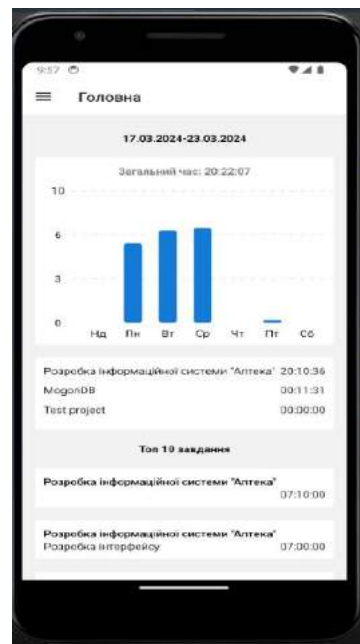 9:57
Головна
17.03.2024-23.03.2024
Загальний час: 20:22:07
10
6
3
0
Нд Пн Вт Ср Чт Пт Сб
Розробка інформаційної системи "Аптека" 20:10:36
MogonDB 00:11:31
Test project 00:00:00
Топ 10 завдання
Розробка інформаційної системи "Аптека"
07:10:00
Розробка інформаційної системи "Аптека"
Розробка інтерфейсу 07:00:00